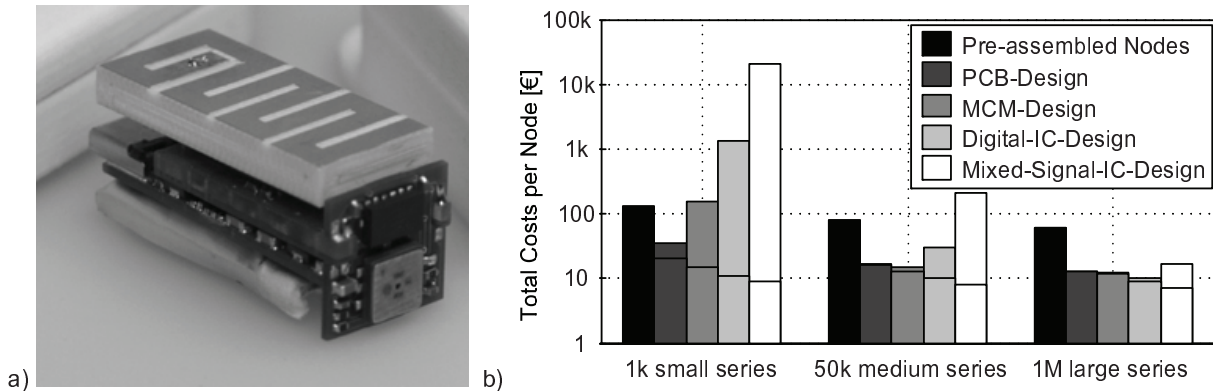 a)
b)
Total Costs per Node [€]
100k
10k
1k
100
10
1
Pre-assembled Nodes
PCB-Design
MCM-Design
Digital-IC-Design
Mixed-Signal-IC-Design
1k small series
50k medium series
1M large series